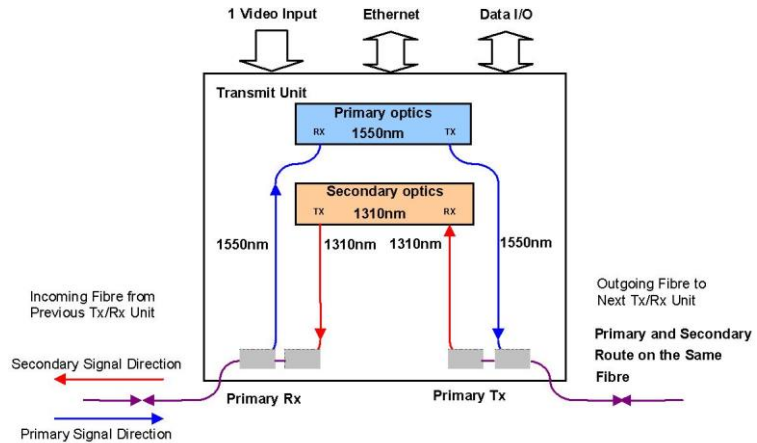 1 Video Input
Ethernet
Data I/O
Transmit Unit
Primary optics
RX
1550nm
TX
Secondary optics
TX
1310nm
RX
1550nm
1310nm
1310nm
1550nm
Incoming Fibre from
Previous Tx/Rx Unit
Outgoing Fibre to
Next Tx/Rx Unit
Primary and Secondary
Route on the Same
Fibre
Secondary Signal Direction
Primary Rx
Primary Tx
Primary Signal Direction